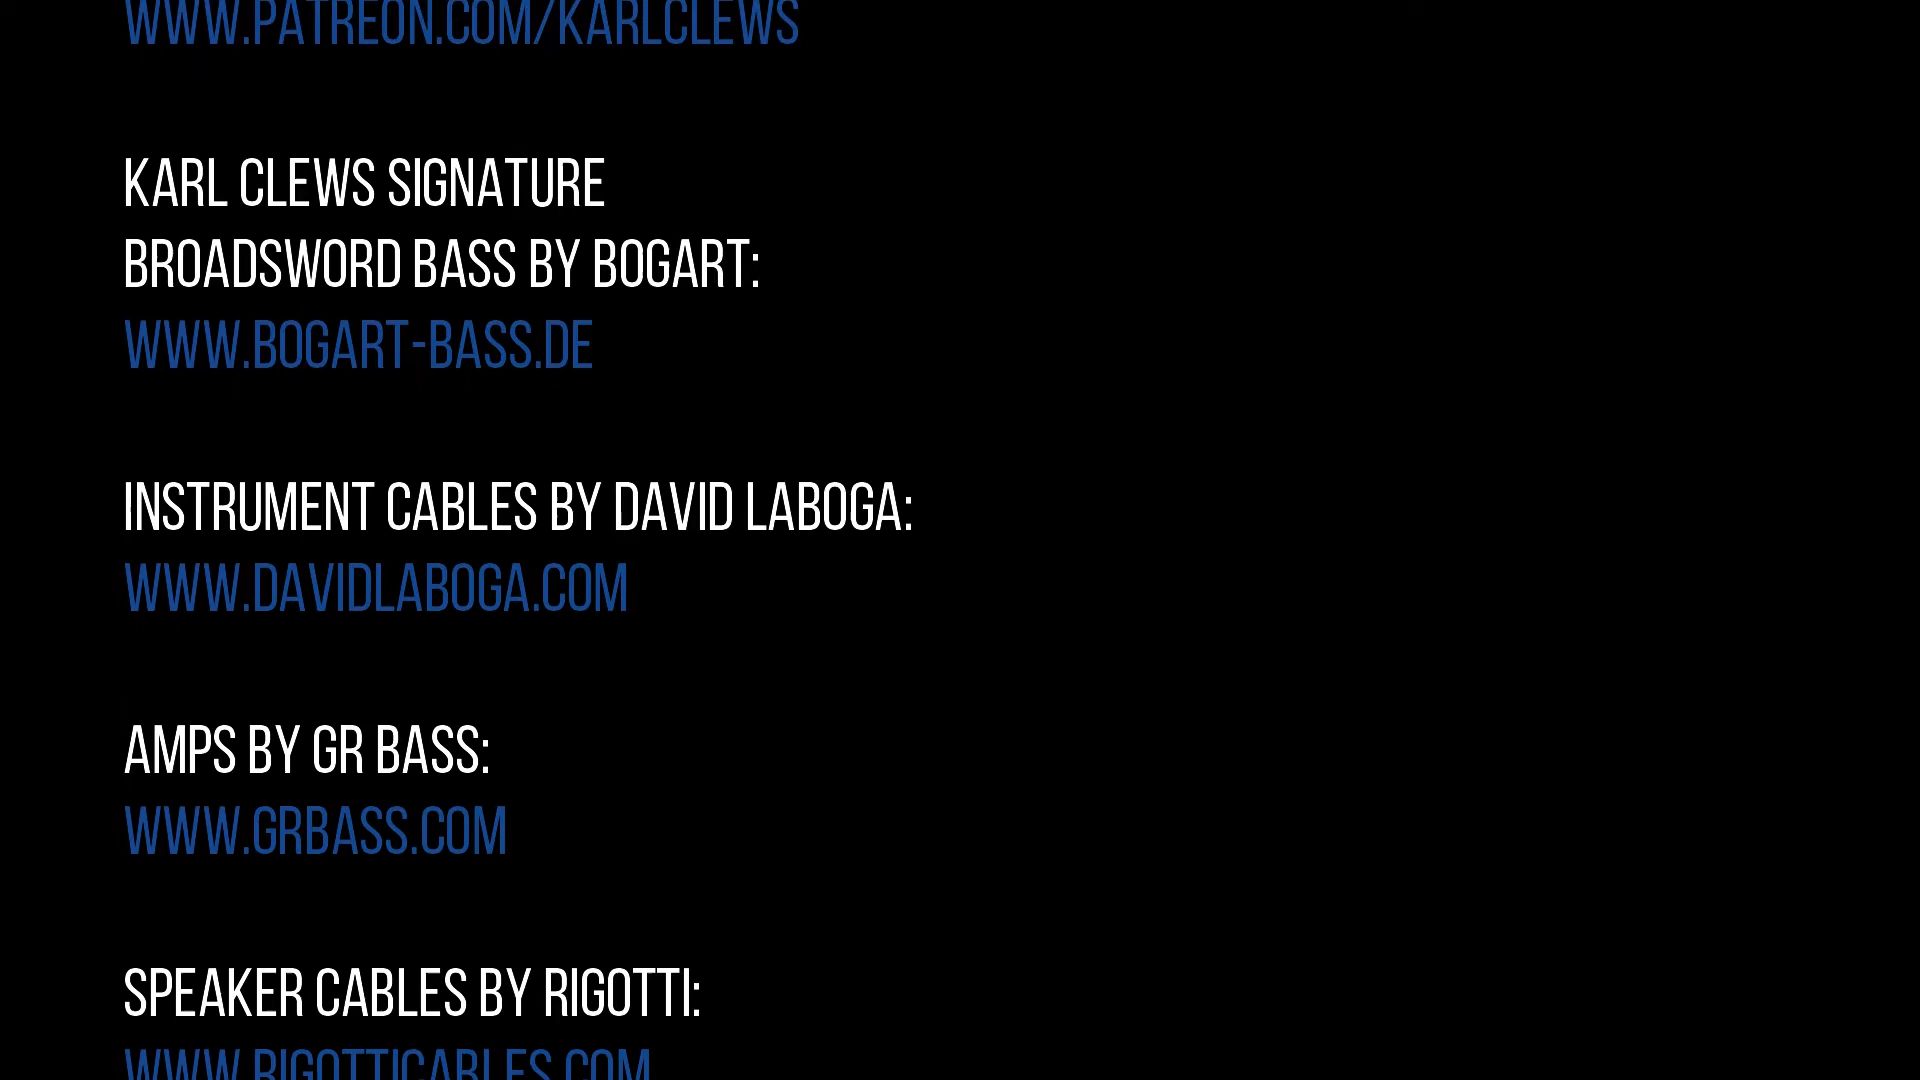 WWW.PATREON.COM/KARLCLEWS
KARL CLEWS SIGNATURE
BROADSWORD BASS BY BOGART:
WWW.BOGART-BASS.DE
INSTRUMENT CABLES BY DAVID LABOGA:
WWW.DAVIDLABOGA.COM
AMPS BY GR BASS:
WWW.GRBASS.COM
SPEAKER CABLES BY RIGOTTI:
WWW.RIGOTTICABLES.COM